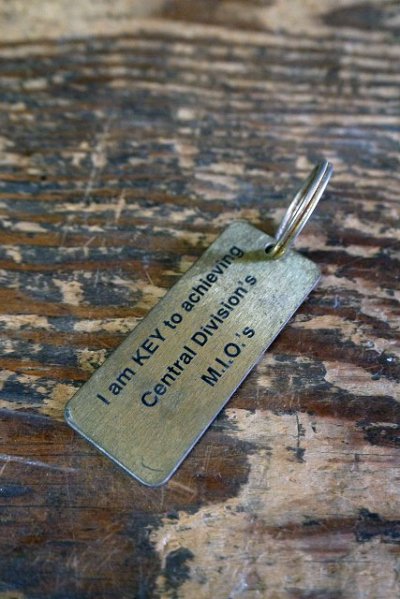 I am KEY to achieving
Central Division's
M.I.O.'s